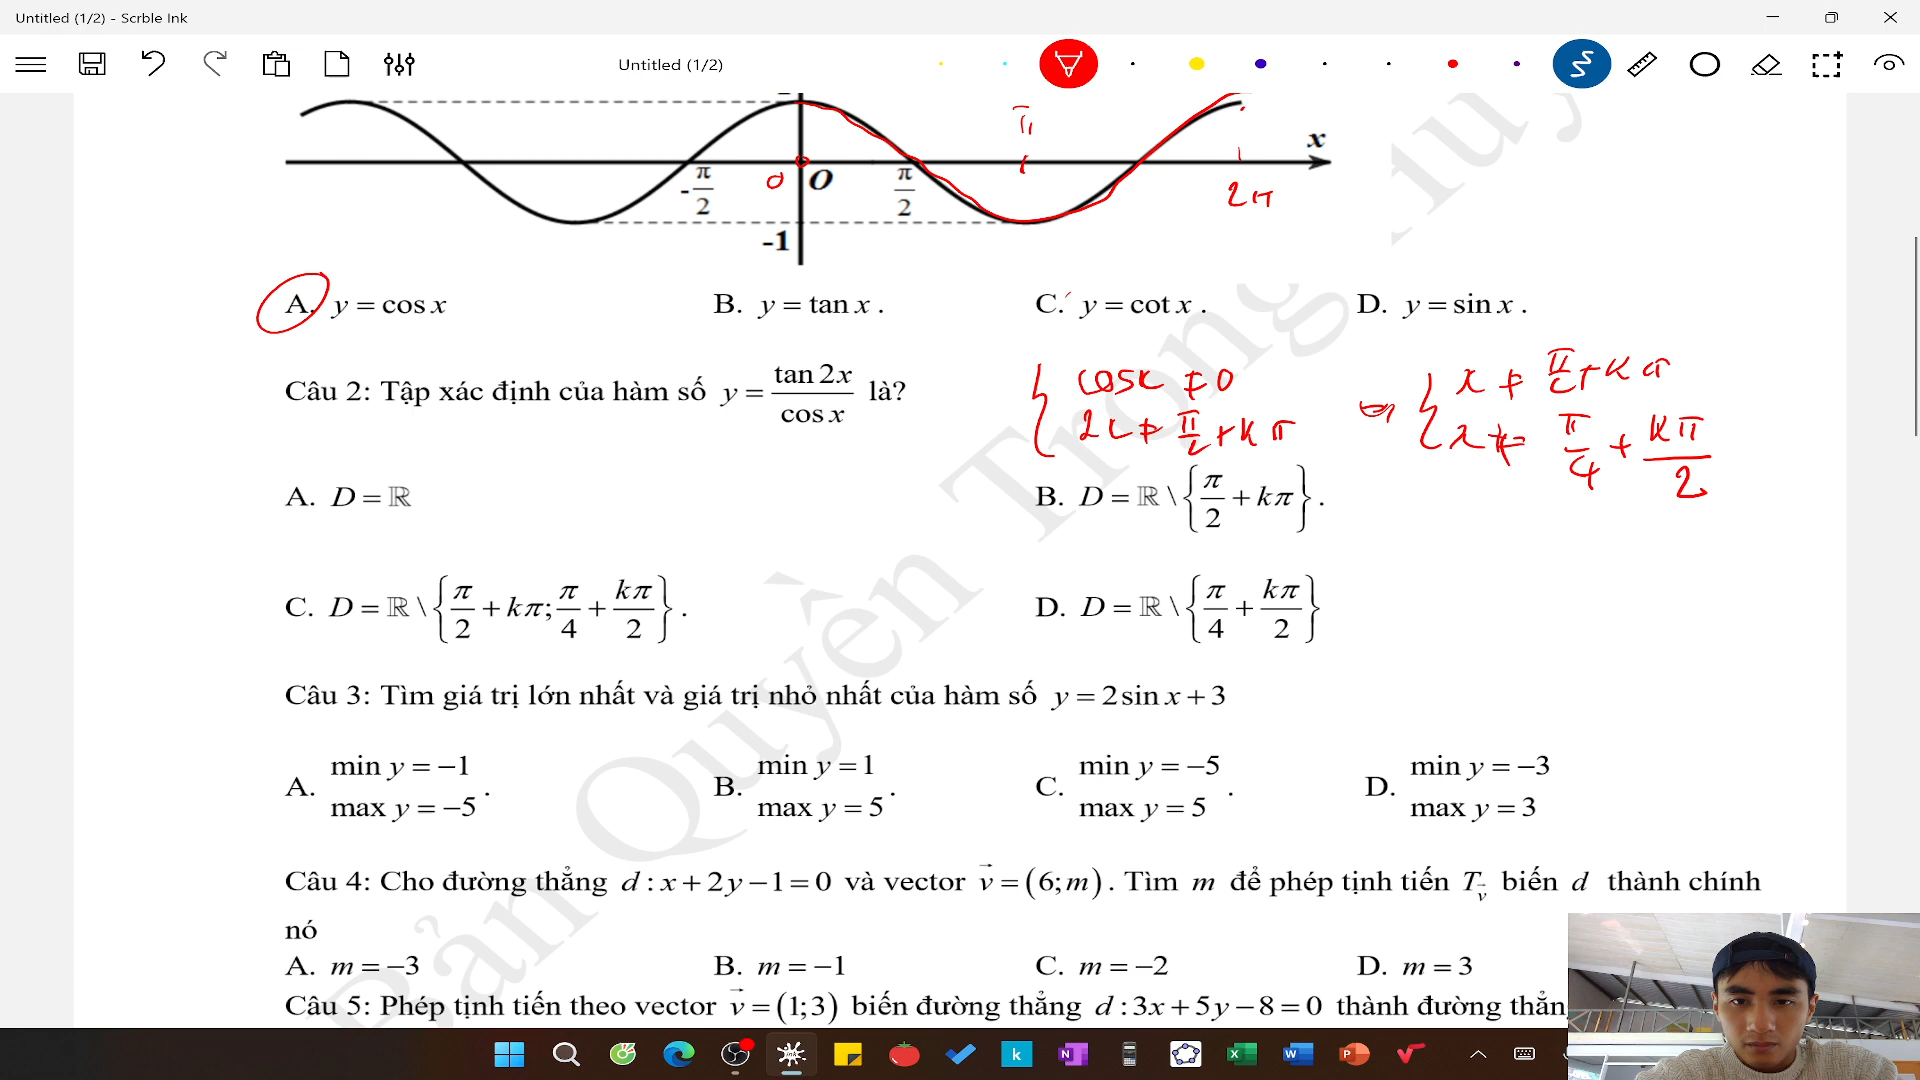 Untitled (1/2) - Scrble Ink
Untitled (1/2)
π
x
-π/2
0
O
π/2
2π
-1
A. y = cos x
B. y = tan x .
C. y = cot x .
D. y = sin x .
Câu 2: Tập xác định của hàm số y = tan 2x / cos x là?
{ cosx ≠ 0
2x ≠ π/2 + kπ
⇔ { x ≠ π/2 + kπ
x ≠ π/4 + kπ/2
A. D = ℝ
B. D = ℝ \ {π/2 + kπ} .
C. D = ℝ \ {π/2 + kπ; π/4 + kπ/2} .
D. D = ℝ \ {π/4 + kπ/2}
Câu 3: Tìm giá trị lớn nhất và giá trị nhỏ nhất của hàm số y = 2sin x + 3
A. min y = −1
max y = −5 .
B. min y = 1
max y = 5 .
C. min y = −5
max y = 5 .
D. min y = −3
max y = 3
Câu 4: Cho đường thẳng d : x + 2y − 1 = 0 và vector v⃗ = (6; m). Tìm m để phép tịnh tiến T_v⃗ biến d thành chính
nó
A. m = −3
B. m = −1
C. m = −2
D. m = 3
Câu 5: Phép tịnh tiến theo vector v⃗ = (1;3) biến đường thẳng d : 3x + 5y − 8 = 0 thành đường thẳn
Bản Quyền Trong